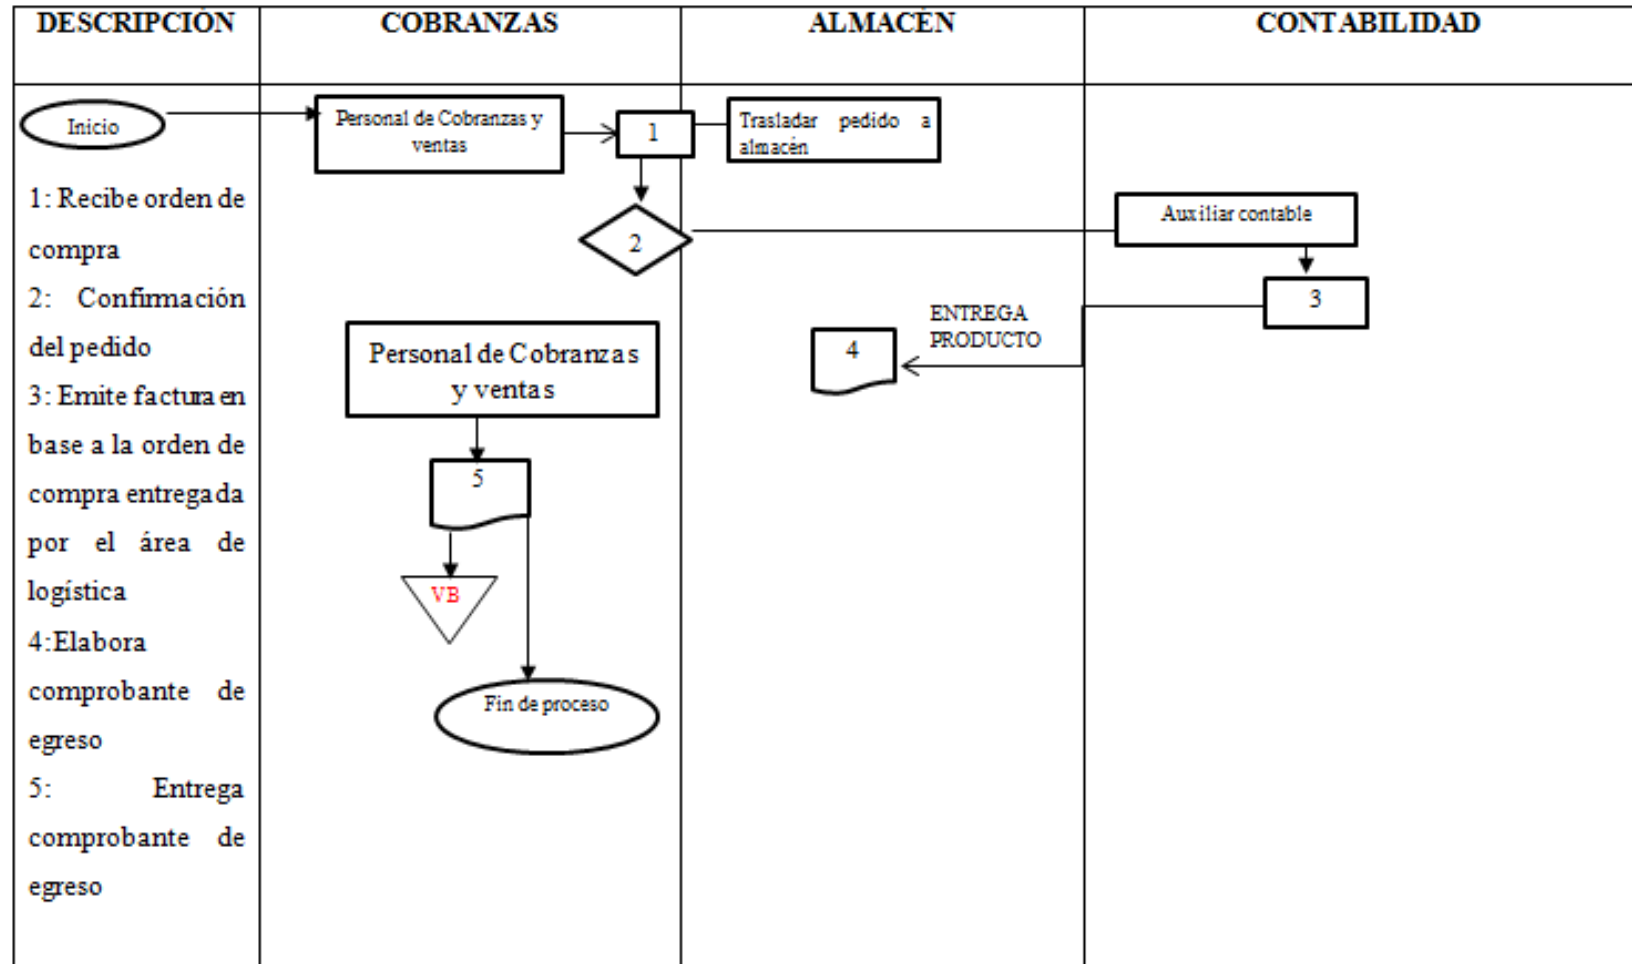 DESCRIPCIÓN
COBRANZAS
ALMACÉN
CONTABILIDAD
Inicio
1: Recibe orden de
compra
2: Confirmación
del pedido
3: Emite factura en
base a la orden de
compra entregada
por el área de
logística
4:Elabora
comprobante de
egreso
5: Entrega
comprobante de
egreso
Personal de Cobranzas y
ventas
1
2
Personal de Cobranzas
y ventas
5
VB
Fin de proceso
Trasladar pedido a
almacén
ENTREGA
PRODUCTO
4
Auxiliar contable
3